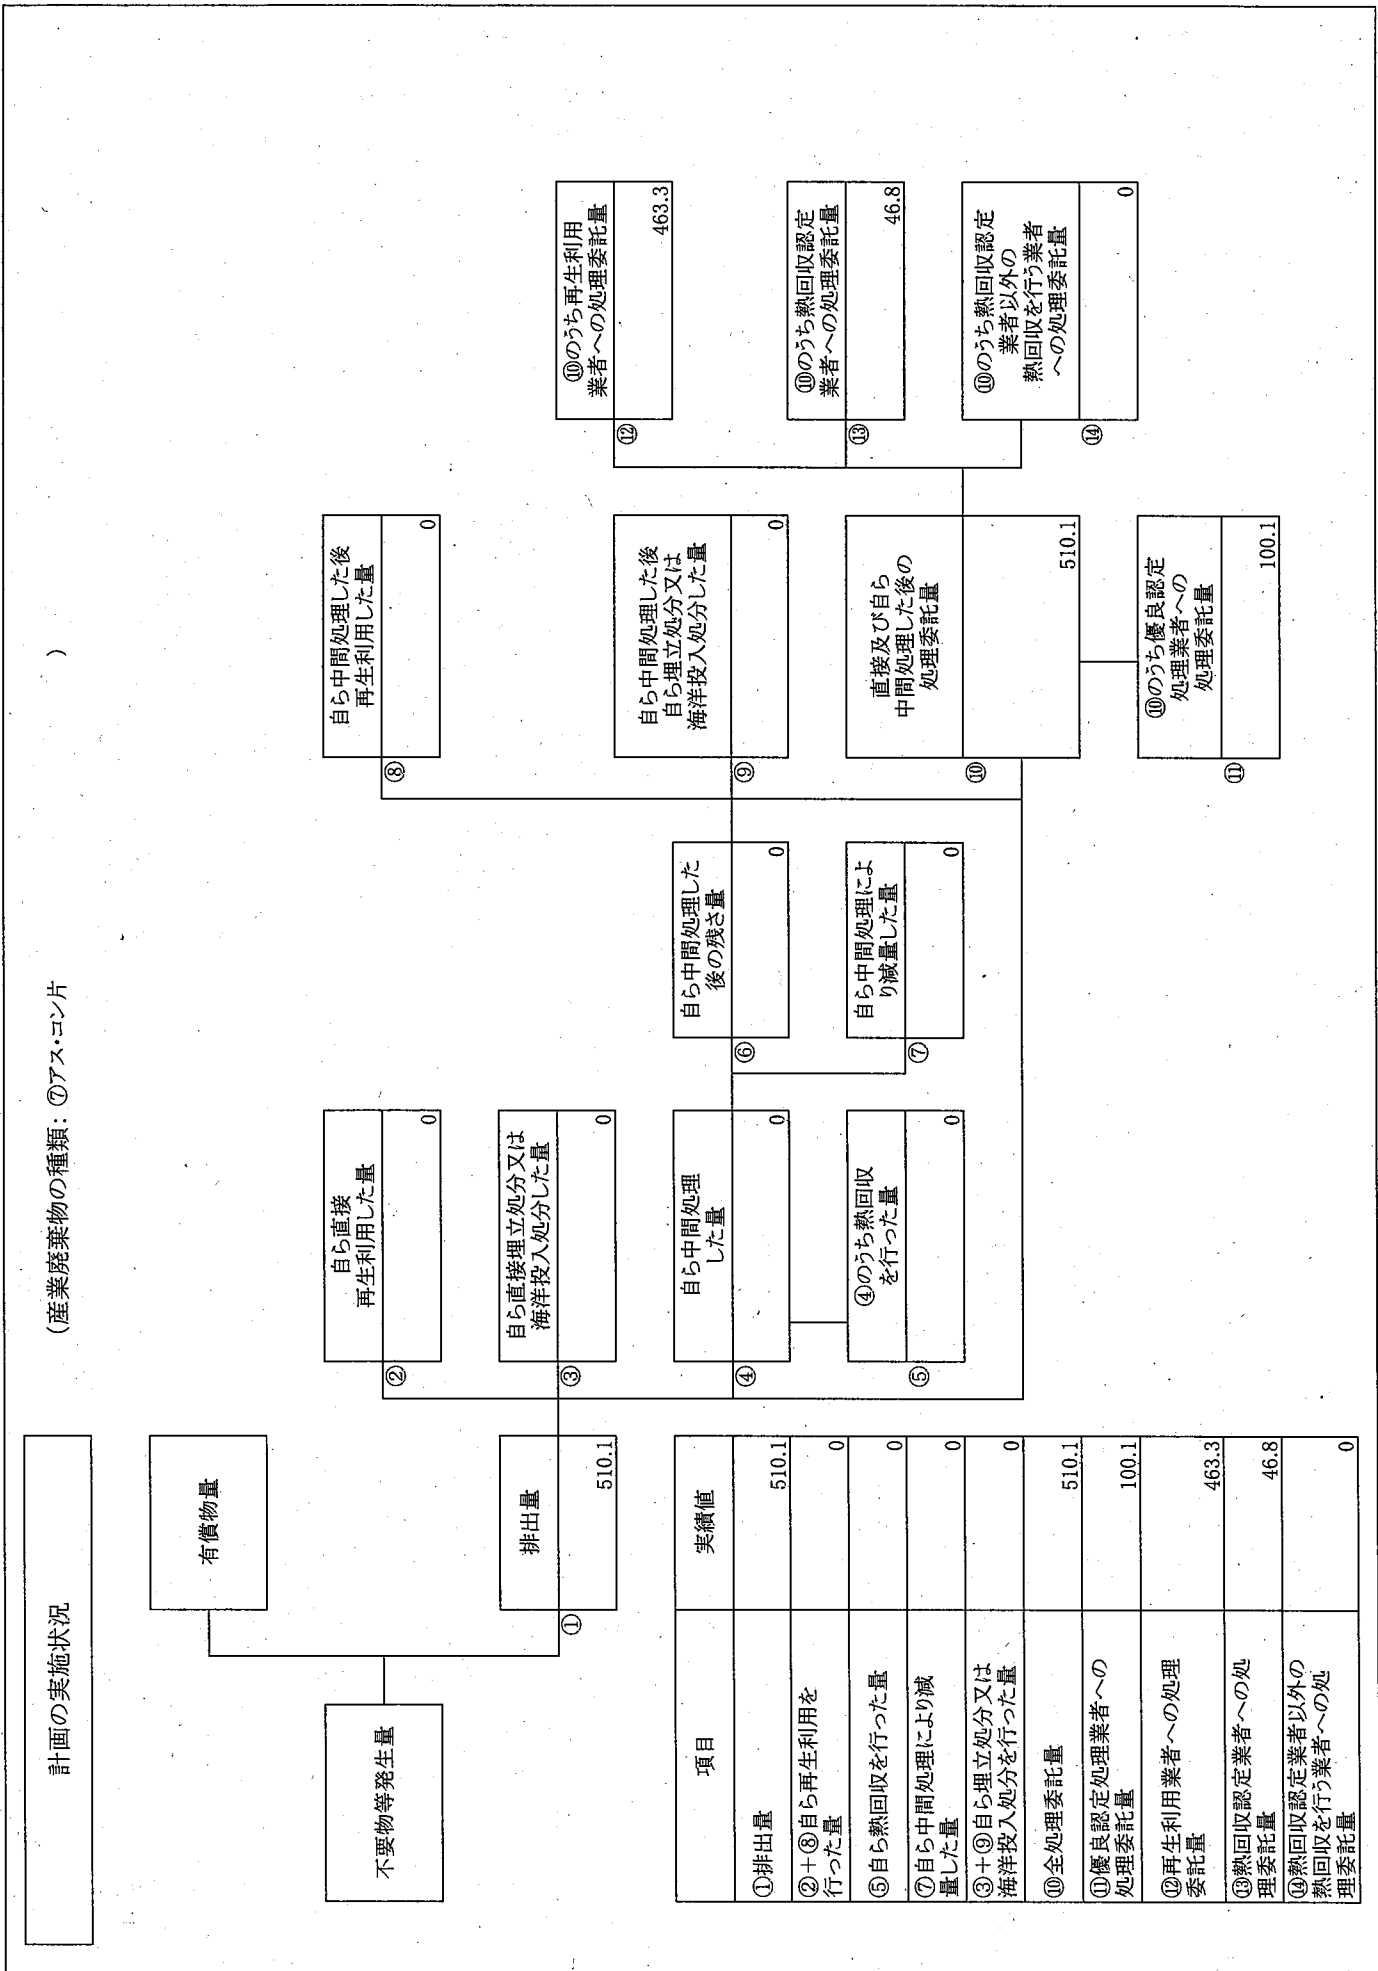 計画の実施状況
(産業廃棄物の種類: ⑦アス・コン片 )
不要物等発生量
有償物量
排出量
①
510.1
自ら直接
再生利用した量
②
0
自ら直接埋立処分又は
海洋投入処分した量
③
0
自ら中間処理
した量
④
0
④のうち熱回収
を行った量
⑤
0
自ら中間処理した
後の残さ量
⑥
0
自ら中間処理によ
り減量した量
⑦
0
自ら中間処理した後
再生利用した量
⑧
0
自ら中間処理した後
自ら埋立処分又は
海洋投入処分した量
⑨
0
直接及び自ら
中間処理した後の
処理委託量
⑩
510.1
⑩のうち優良認定
処理業者への
処理委託量
⑪
100.1
⑩のうち再生利用
業者への処理委託量
⑫
463.3
⑩のうち熱回収認定
業者への処理委託量
⑬
46.8
⑩のうち熱回収認定
業者以外の
熱回収を行う業者
への処理委託量
⑭
0
項目 実績値
①排出量 510.1
②+⑧自ら再生利用を
行った量 0
⑤自ら熱回収を行った量 0
⑦自ら中間処理により減
量した量 0
③+⑨自ら埋立処分又は
海洋投入処分を行った量 0
⑩全処理委託量 510.1
⑪優良認定処理業者への
処理委託量 100.1
⑫再生利用業者への処理
委託量 463.3
⑬熱回収認定業者への処
理委託量 46.8
⑭熱回収認定業者以外の
熱回収を行う業者への処
理委託量 0